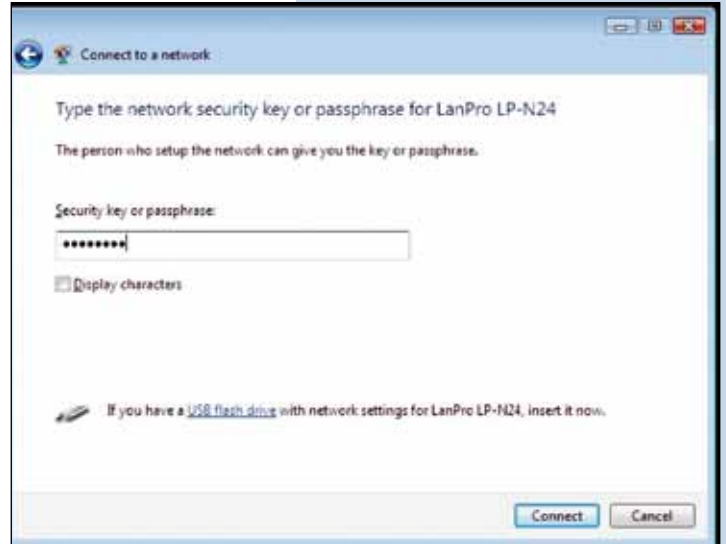 Connect to a network
Type the network security key or passphrase for LanPro LP-N24
The person who setup the network can give you the key or passphrase.
Security key or passphrase:
••••••••
Display characters
If you have a USB flash drive with network settings for LanPro LP-N24, insert it now.
Connect Cancel